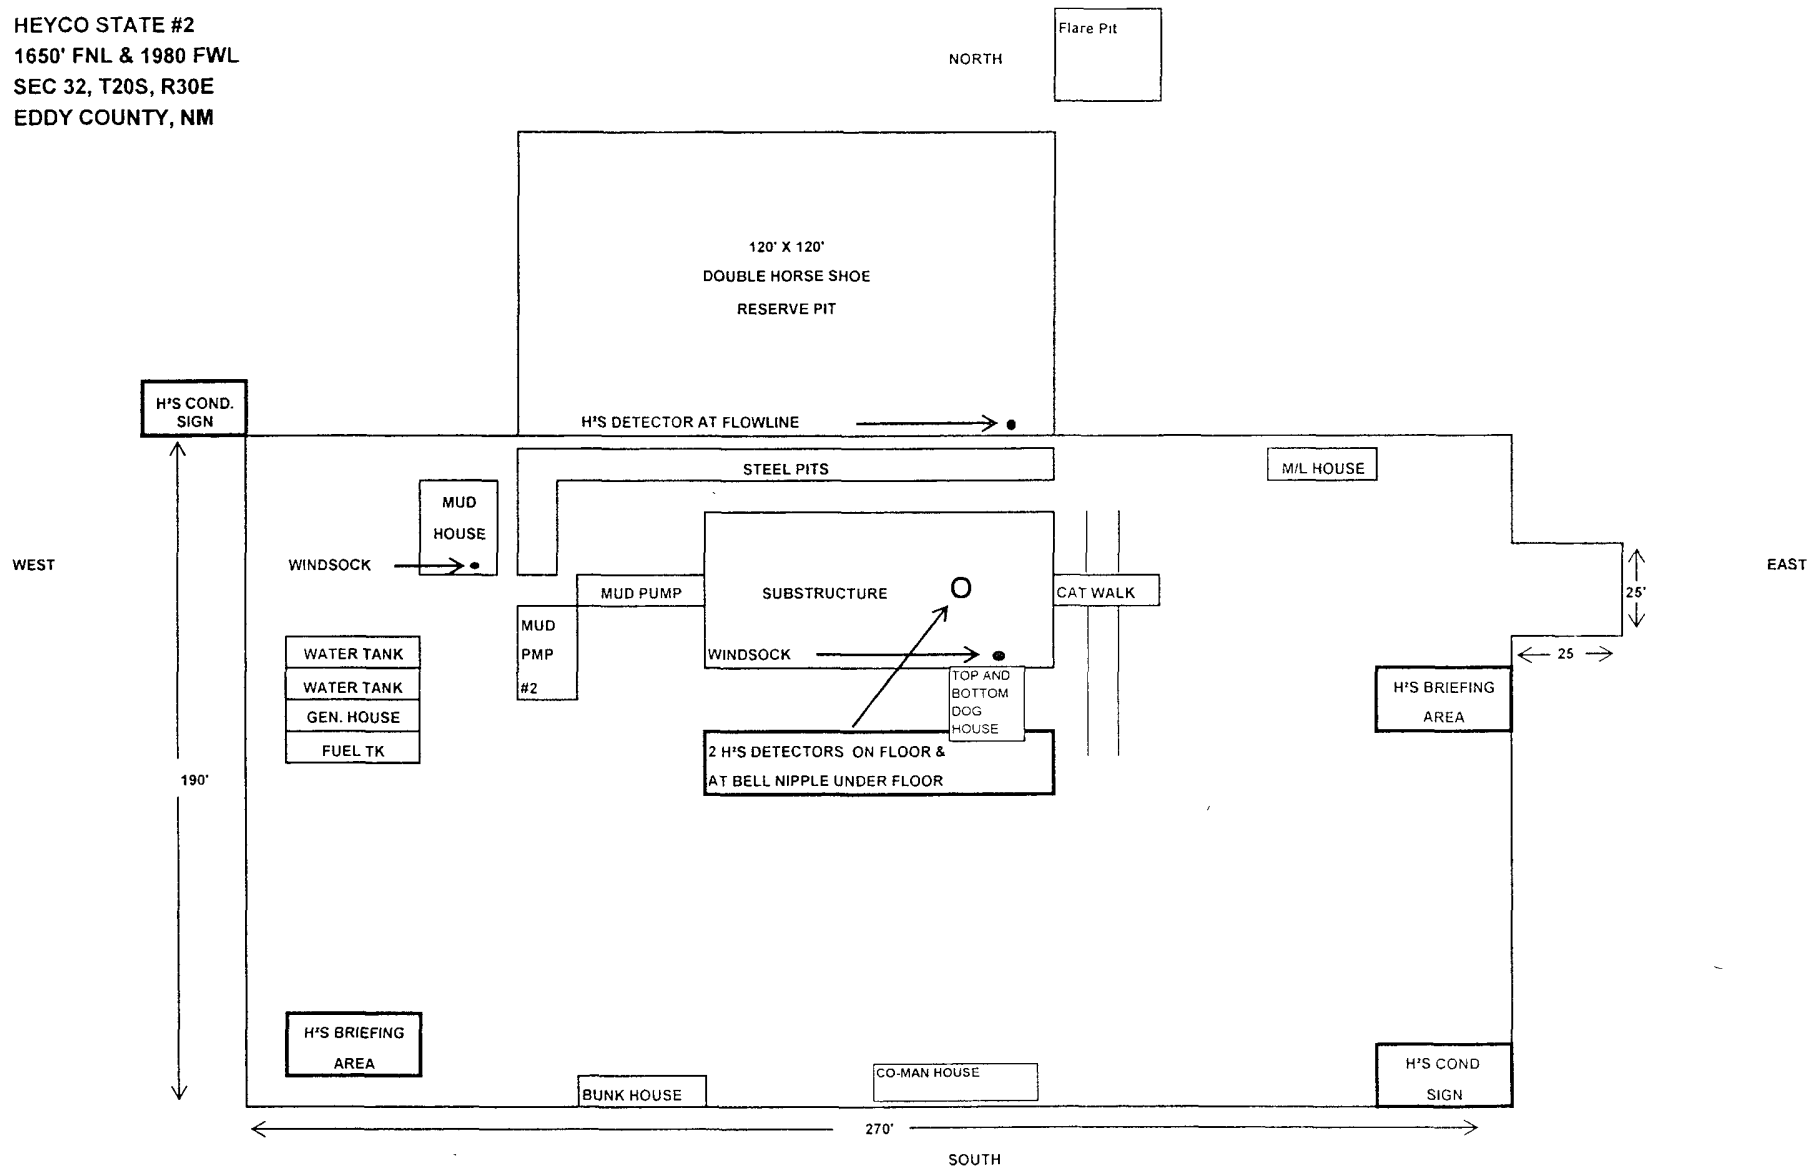 HEYCO STATE #2
1650' FNL & 1980 FWL
SEC 32, T20S, R30E
EDDY COUNTY, NM
NORTH
Flare Pit
120' X 120'
DOUBLE HORSE SHOE
RESERVE PIT
H²S COND.
SIGN
H²S DETECTOR AT FLOWLINE
STEEL PITS
M/L HOUSE
MUD
HOUSE
WEST
WINDSOCK
EAST
MUD PUMP
SUBSTRUCTURE
O
CAT WALK
25'
MUD
PMP
#2
WINDSOCK
25
WATER TANK
WATER TANK
GEN. HOUSE
FUEL TK
TOP AND
BOTTOM
DOG
HOUSE
H²S BRIEFING
AREA
2 H²S DETECTORS ON FLOOR &
AT BELL NIPPLE UNDER FLOOR
190'
H²S BRIEFING
AREA
BUNK HOUSE
CO-MAN HOUSE
H²S COND
SIGN
270'
SOUTH